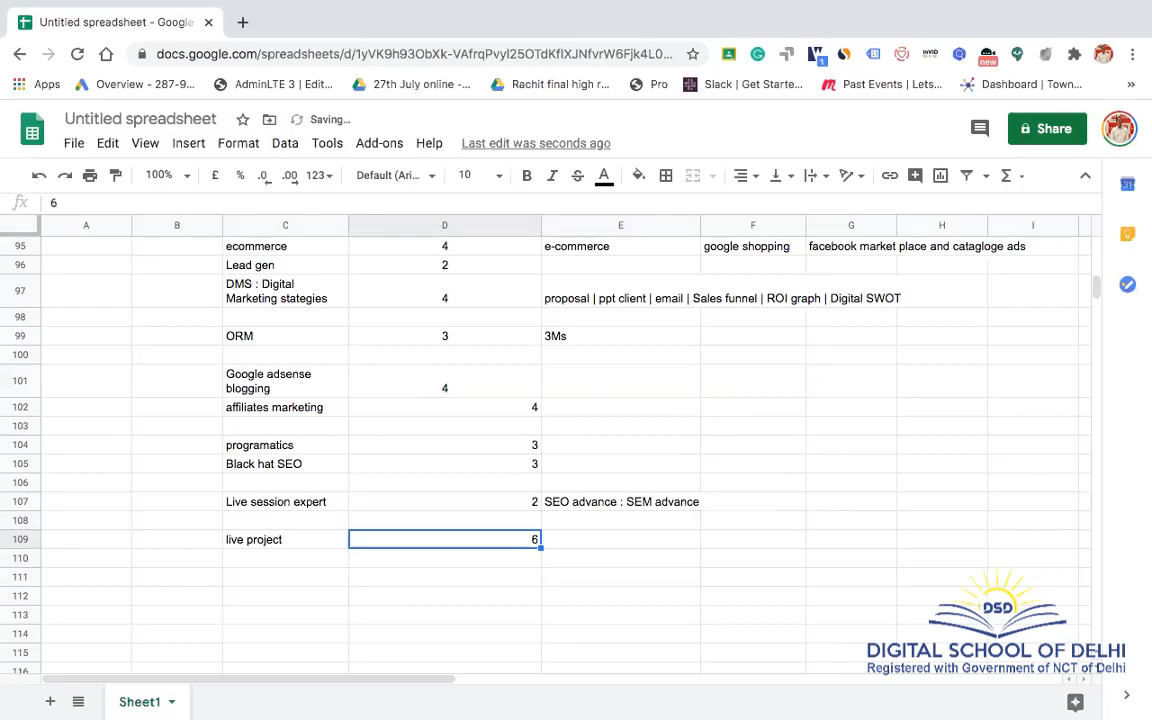 Untitled spreadsheet - Google
docs.google.com/spreadsheets/d/1yVK9h93ObXk-VAfrqPvyl25OTdKflXJNfvrW6Fjk4L0...
Apps Overview - 287-9... AdminLTE 3 | Edit... 27th July online -... Rachit final high r... Pro Slack | Get Starte... Past Events | Lets... Dashboard | Town... »
Untitled spreadsheet Saving...
File Edit View Insert Format Data Tools Add-ons Help Last edit was seconds ago
Share
100% £ % .0 .00 123 Default (Ari... 10 B I S A Σ
fx 6
A B C D E F G H I
95 ecommerce 4 e-commerce google shopping facebook market place and catagloge ads
96 Lead gen 2
97 DMS : Digital
Marketing stategies 4 proposal | ppt client | email | Sales funnel | ROI graph | Digital SWOT
98
99 ORM 3 3Ms
100
101 Google adsense
blogging 4
102 affiliates marketing 4
103
104 programatics 3
105 Black hat SEO 3
106
107 Live session expert 2 SEO advance : SEM advance
108
109 live project 6
110
111
112
113
114
115
116
DSD
DIGITAL SCHOOL OF DELHI
Registered with Government of NCT of Delhi
Sheet1